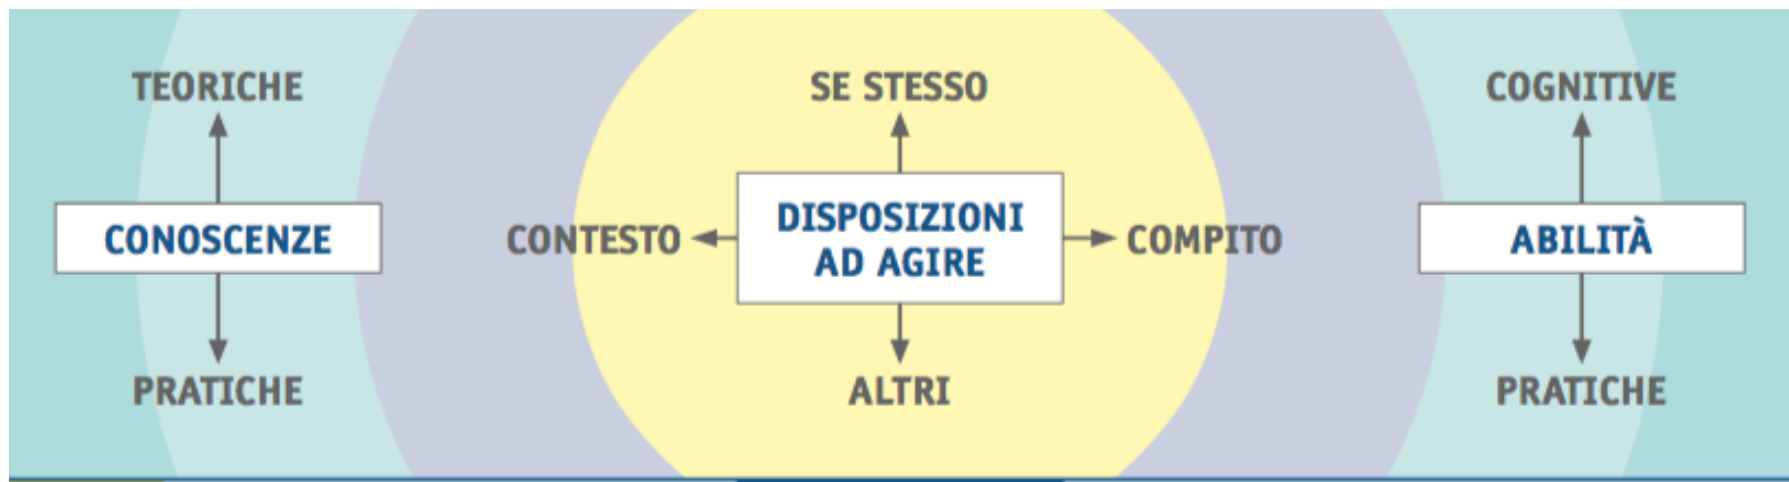 TEORICHE
CONOSCENZE
PRATICHE
SE STESSO
CONTESTO
DISPOSIZIONI
AD AGIRE
COMPITO
ALTRI
COGNITIVE
ABILITÀ
PRATICHE